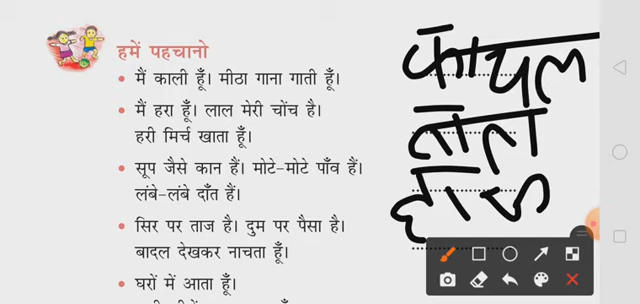 हमें पहचानो
• मैं काली हूँ। मीठा गाना गाती हूँ। कायल
• मैं हरा हूँ। लाल मेरी चोंच है।
हरी मिर्च खाता हूँ। ताता
• सूप जैसे कान हैं। मोटे-मोटे पाँव हैं।
लंबे-लंबे दाँत हैं।
• सिर पर ताज है। दुम पर पैसा है।
बादल देखकर नाचता हूँ।
• घरों में आता हूँ।